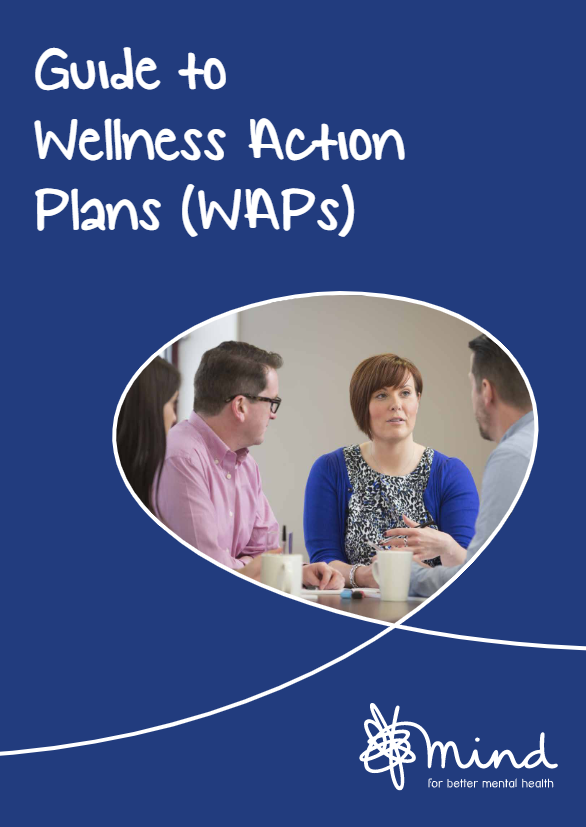 Guide to
Wellness Action
Plans (WAPs)
mind
for better mental health